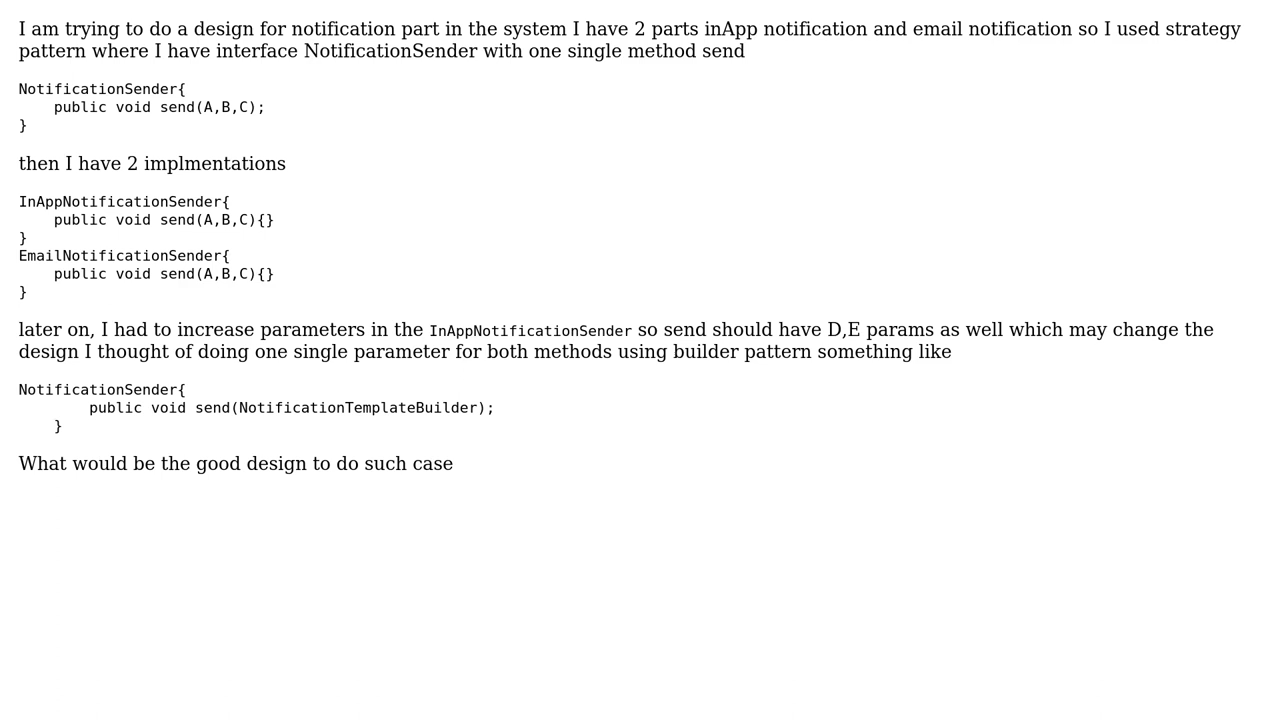 I am trying to do a design for notification part in the system I have 2 parts inApp notification and email notification so I used strategy
pattern where I have interface NotificationSender with one single method send
NotificationSender{
    public void send(A,B,C);
}
then I have 2 implmentations
InAppNotificationSender{
    public void send(A,B,C){}
}
EmailNotificationSender{
    public void send(A,B,C){}
}
later on, I had to increase parameters in the InAppNotificationSender so send should have D,E params as well which may change the
design I thought of doing one single parameter for both methods using builder pattern something like
NotificationSender{
        public void send(NotificationTemplateBuilder);
    }
What would be the good design to do such case